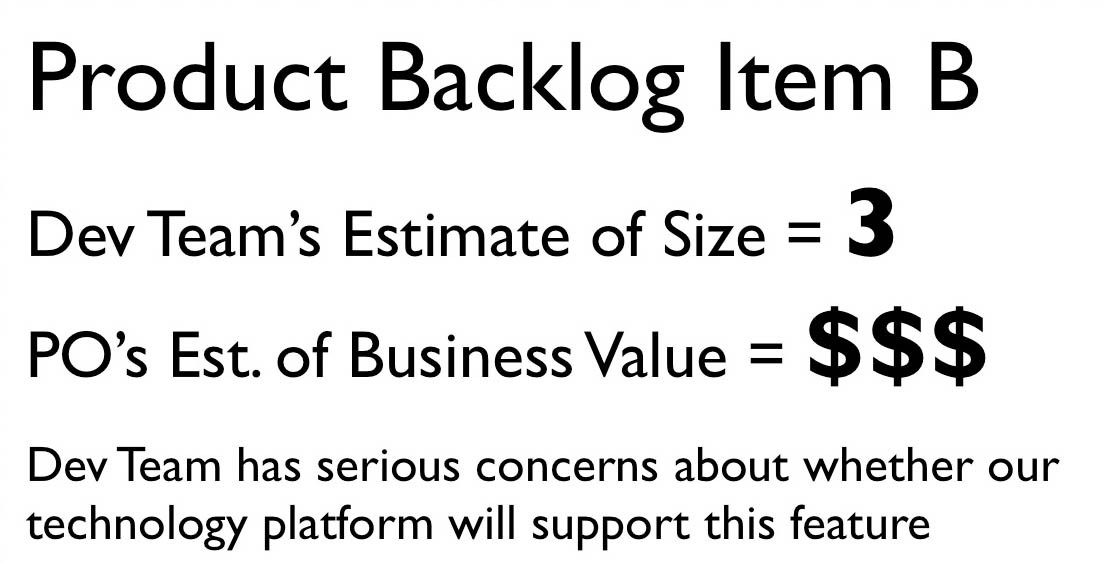 Product Backlog Item B
Dev Team’s Estimate of Size = 3
PO’s Est. of Business Value = $$$
Dev Team has serious concerns about whether our
technology platform will support this feature